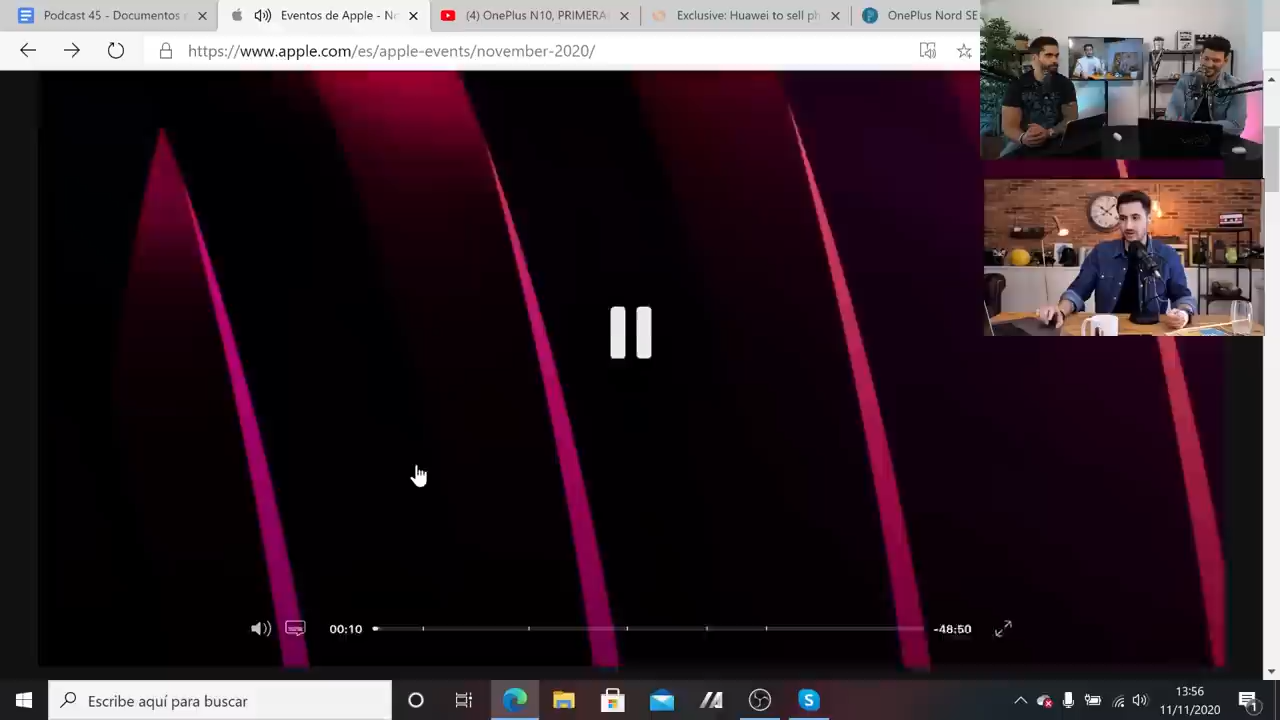 Podcast 45 - Documentos
Eventos de Apple - No
(4) OnePlus N10, PRIMERA
Exclusive: Huawei to sell ph
OnePlus Nord SE
https://www.apple.com/es/apple-events/november-2020/
00:10
-48:50
Escribe aquí para buscar
13:56
11/11/2020
1